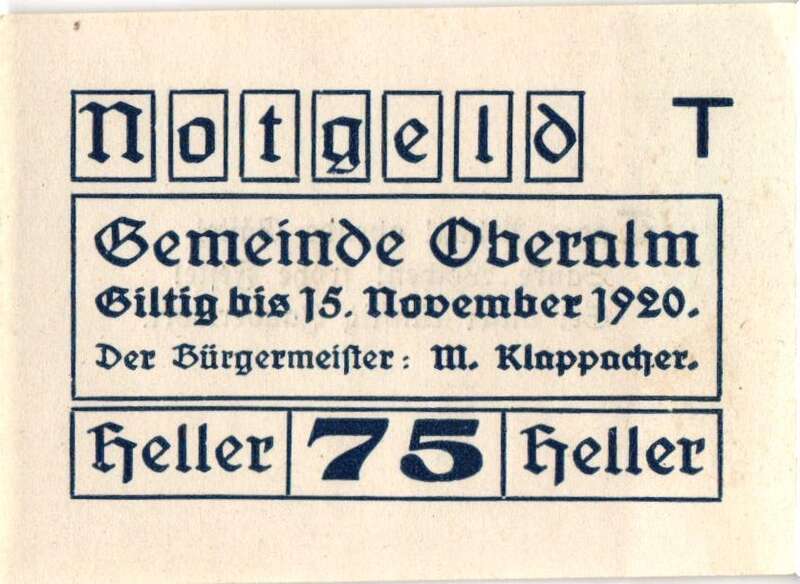 Notgeld T
Gemeinde Oberalm
Giltig bis 15. November 1920.
Der Bürgermeister: M. Klappacher.
Heller 75 Heller